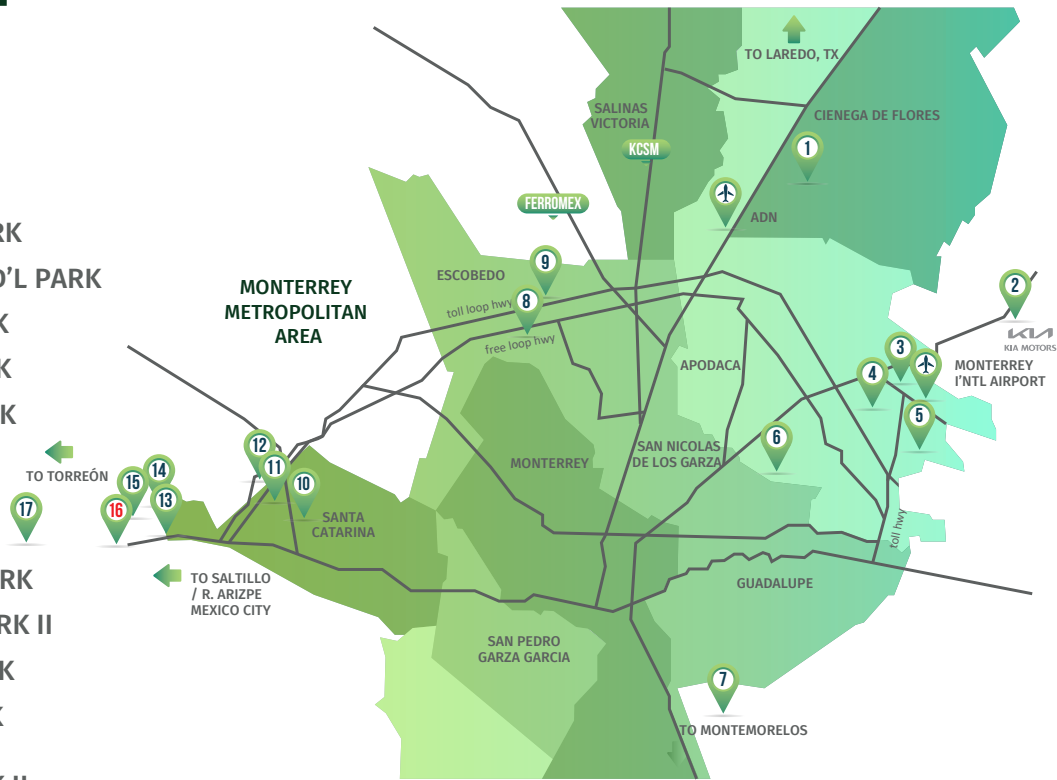 TO LAREDO, TX
SALINAS
VICTORIA
CIENEGA DE FLORES
KCSM
1
FERROMEX
ADN
RK
D’L PARK
K
K
K
ESCOBEDO
9
8
MONTERREY
METROPOLITAN
AREA
toll loop hwy
free loop hwy
2
KIA
KIA MOTORS
3
4
MONTERREY
I’NTL AIRPORT
5
APODACA
6
SAN NICOLAS
DE LOS GARZA
MONTERREY
12
11
10
TO TORREÓN
14
15
13
16
17
SANTA
CATARINA
toll hwy
TO SALTILLO
/ R. ARIZPE
MEXICO CITY
GUADALUPE
RK
RK II
K
K
SAN PEDRO
GARZA GARCIA
7
TO MONTEMORELOS